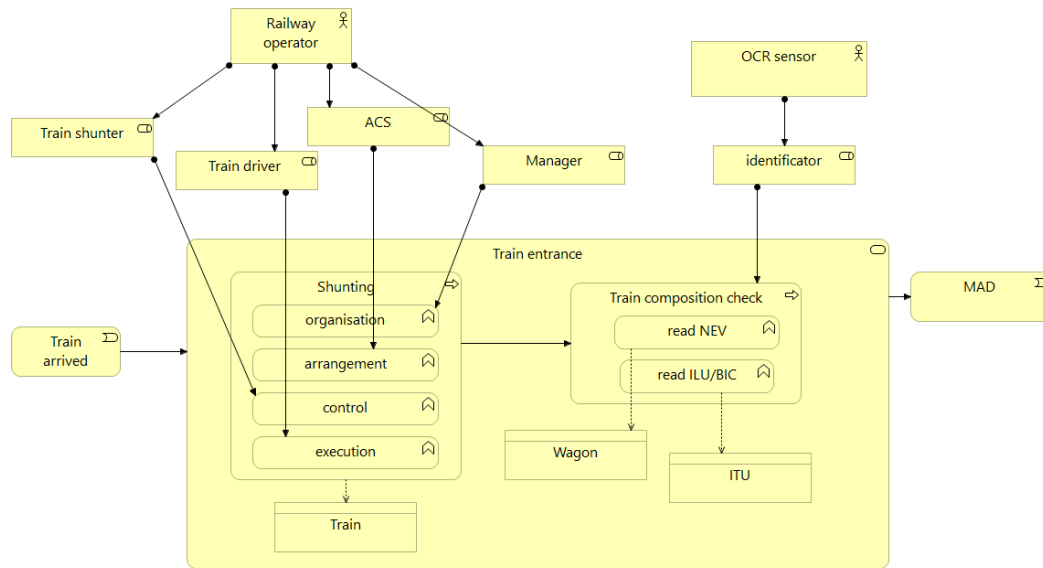 Railway
operator
OCR sensor
Train shunter
ACS
Train driver
Manager
identificator
Train entrance
Shunting
organisation
arrangement
control
execution
Train composition check
read NEV
read ILU/BIC
MAD
Train
arrived
Wagon
ITU
Train